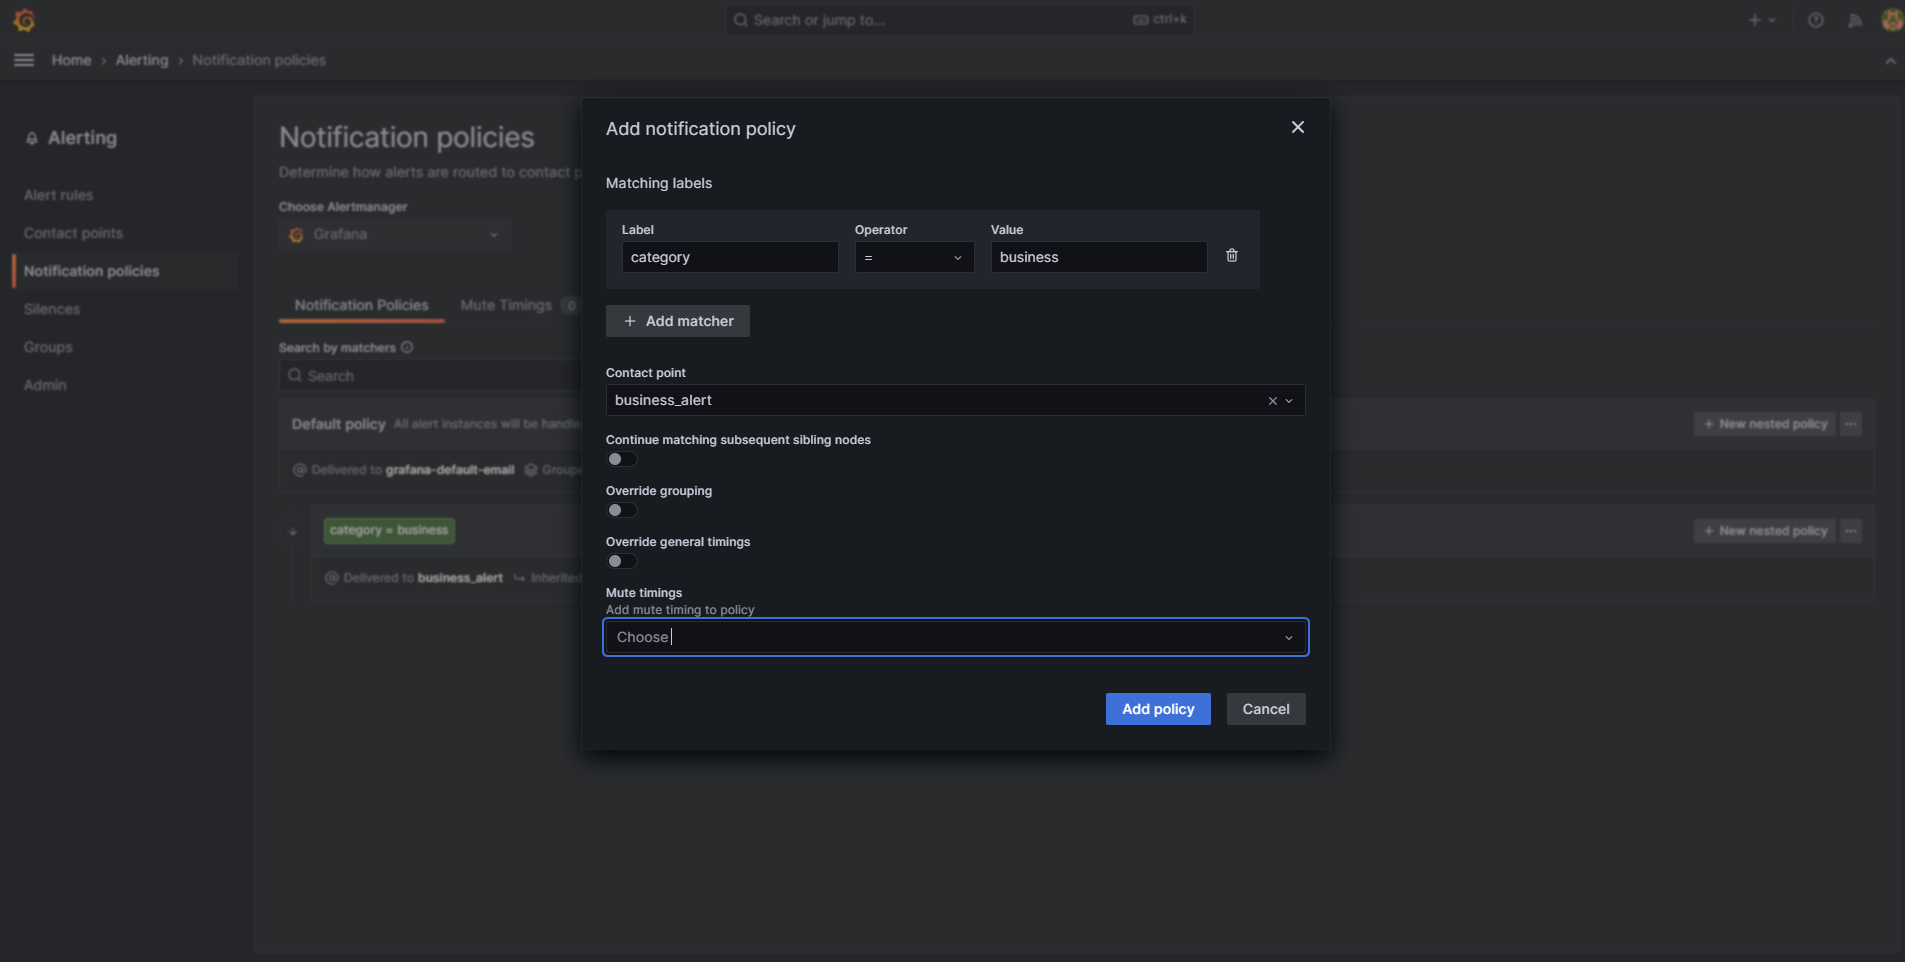 Search or jump to...
ctrl+k
Home › Alerting › Notification policies
Alerting
Alert rules
Contact points
Notification policies
Silences
Groups
Admin
Notification policies
Determine how alerts are routed to contact p
Choose Alertmanager
Grafana
Notification Policies
Mute Timings 0
Search by matchers
Search
Default policy All alert instances will be handle
+ New nested policy ...
Delivered to grafana-default-email Groupe
category = business
+ New nested policy ...
Delivered to business_alert Inherited
Add notification policy
Matching labels
Label Operator Value
category = business
+ Add matcher
Contact point
business_alert
Continue matching subsequent sibling nodes
Override grouping
Override general timings
Mute timings
Add mute timing to policy
Choose
Add policy Cancel